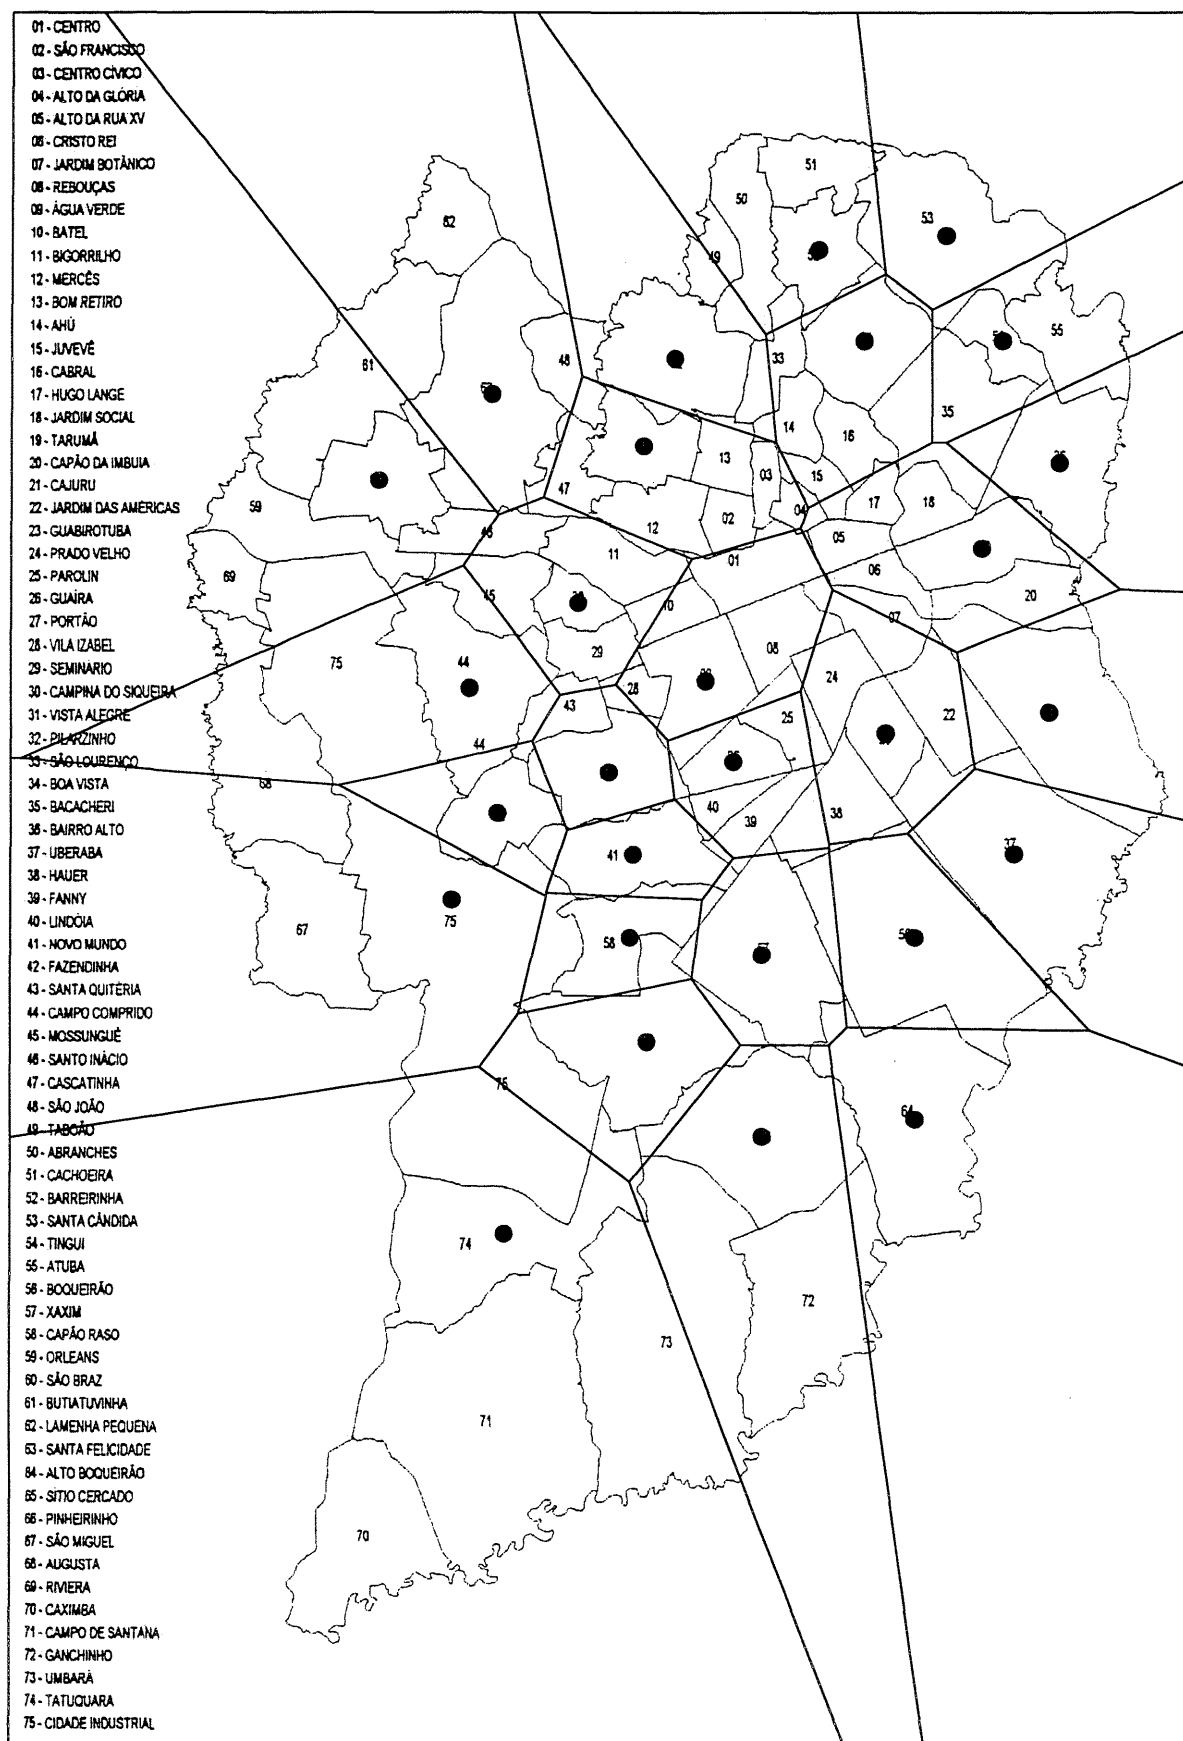 01 - CENTRO
02 - SÃO FRANCISCO
03 - CENTRO CÍVICO
04 - ALTO DA GLÓRIA
05 - ALTO DA RUA XV
06 - CRISTO REI
07 - JARDIM BOTÂNICO
08 - REBOUÇAS
09 - ÁGUA VERDE
10 - BATEL
11 - BIGORRILHO
12 - MERCÊS
13 - BOM RETIRO
14 - AHÚ
15 - JUVEVÊ
16 - CABRAL
17 - HUGO LANGE
18 - JARDIM SOCIAL
19 - TARUMÃ
20 - CAPÃO DA IMBUIA
21 - CAJURU
22 - JARDIM DAS AMÉRICAS
23 - GUABIROTUBA
24 - PRADO VELHO
25 - PAROLIN
26 - GUAÍRA
27 - PORTÃO
28 - VILA IZABEL
29 - SEMINÁRIO
30 - CAMPINA DO SIQUEIRA
31 - VISTA ALEGRE
32 - PILARZINHO
33 - SÃO LOURENÇO
34 - BOA VISTA
35 - BACACHERI
36 - BAIRRO ALTO
37 - UBERABA
38 - HAUER
39 - FANNY
40 - LINDÓIA
41 - NOVO MUNDO
42 - FAZENDINHA
43 - SANTA QUITÉRIA
44 - CAMPO COMPRIDO
45 - MOSSUNGUÊ
46 - SANTO INÁCIO
47 - CASCATINHA
48 - SÃO JOÃO
49 - TABOÃO
50 - ABRANCHES
51 - CACHOEIRA
52 - BARREIRINHA
53 - SANTA CÂNDIDA
54 - TINGUI
55 - ATUBA
56 - BOQUEIRÃO
57 - XAXIM
58 - CAPÃO RASO
59 - ORLEANS
60 - SÃO BRAZ
61 - BUTIATUVINHA
62 - LAMENHA PEQUENA
63 - SANTA FELICIDADE
64 - ALTO BOQUEIRÃO
65 - SÍTIO CERCADO
66 - PINHEIRINHO
67 - SÃO MIGUEL
68 - AUGUSTA
69 - RIVIERA
70 - CAXIMBA
71 - CAMPO DE SANTANA
72 - GANCHINHO
73 - UMBARÁ
74 - TATUQUARA
75 - CIDADE INDUSTRIAL
51
50
53
62
49
55
33
61
48
35
14
16
13
03
15
59
47
17
18
02
04
12
05
46
11
01
06
69
45
20
10
07
29
08
75
44
24
28
43
25
22
44
68
40
38
39
37
41
75
67
58
75
64
74
72
73
71
70